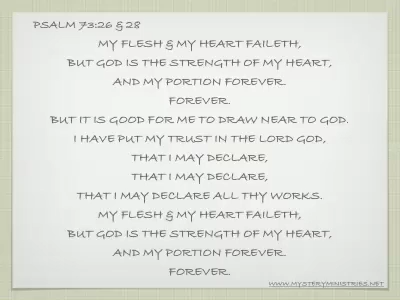 PSALM 73:26 & 28
MY FLESH & MY HEART FAILETH,
BUT GOD IS THE STRENGTH OF MY HEART,
AND MY PORTION FOREVER.
FOREVER.
BUT IT IS GOOD FOR ME TO DRAW NEAR TO GOD.
I HAVE PUT MY TRUST IN THE LORD GOD,
THAT I MAY DECLARE,
THAT I MAY DECLARE,
THAT I MAY DECLARE ALL THY WORKS.
MY FLESH & MY HEART FAILETH,
BUT GOD IS THE STRENGTH OF MY HEART,
AND MY PORTION FOREVER.
FOREVER.
WWW.MYSTERYMINISTRIES.NET